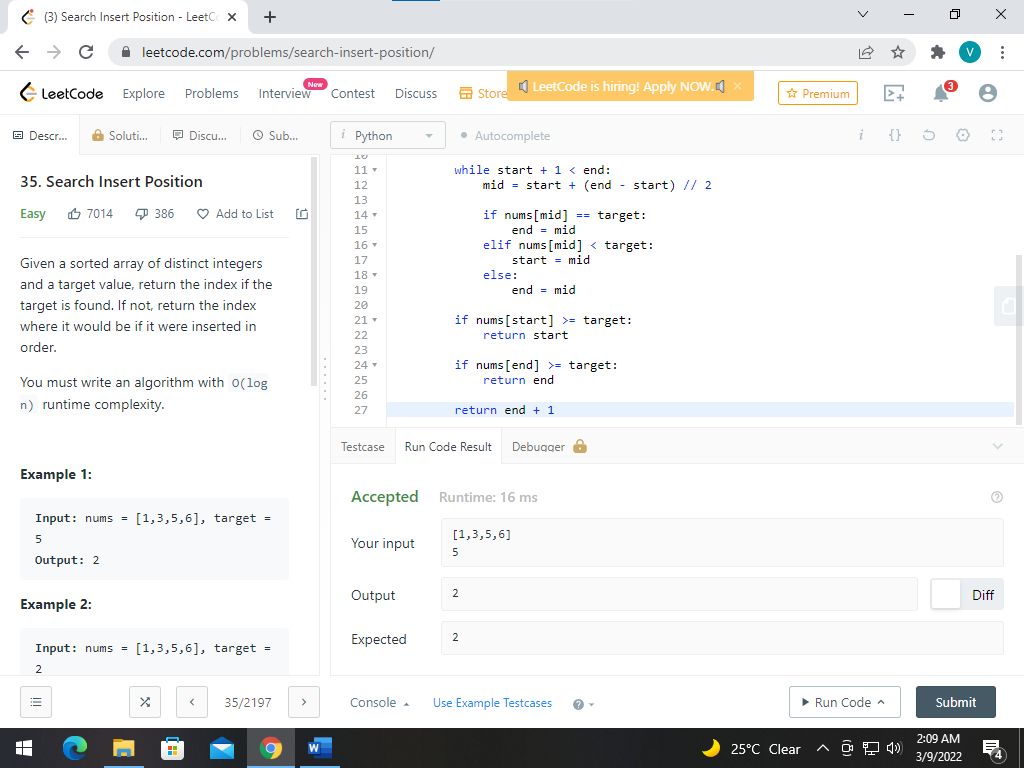 (3) Search Insert Position - LeetC
leetcode.com/problems/search-insert-position/
V
LeetCode
Explore
Problems
Interview
New
Contest
Discuss
Store
LeetCode is hiring! Apply NOW.
Premium
3
Descr...
Soluti...
Discu...
Sub...
i Python
Autocomplete
i
{}
35. Search Insert Position
Easy
7014
386
Add to List
Given a sorted array of distinct integers
and a target value, return the index if the
target is found. If not, return the index
where it would be if it were inserted in
order.
You must write an algorithm with O(log
n) runtime complexity.
Example 1:
Input: nums = [1,3,5,6], target =
5
Output: 2
Example 2:
Input: nums = [1,3,5,6], target =
2
10
11 while start + 1 < end:
12 mid = start + (end - start) // 2
13
14 if nums[mid] == target:
15 end = mid
16 elif nums[mid] < target:
17 start = mid
18 else:
19 end = mid
20
21 if nums[start] >= target:
22 return start
23
24 if nums[end] >= target:
25 return end
26
27 return end + 1
Testcase
Run Code Result
Debugger
Accepted
Runtime: 16 ms
Your input
[1,3,5,6]
5
Output
2
Diff
Expected
2
35/2197
Console
Use Example Testcases
Run Code
Submit
25°C Clear
2:09 AM
3/9/2022
4